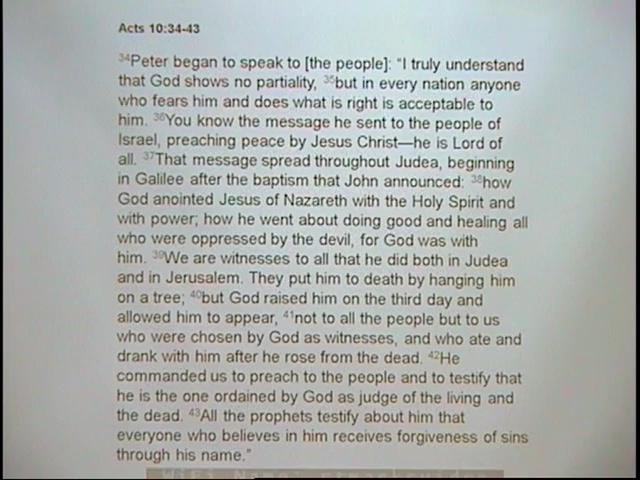 Acts 10:34-43
34Peter began to speak to [the people]: "I truly understand
that God shows no partiality, 35but in every nation anyone
who fears him and does what is right is acceptable to
him. 36You know the message he sent to the people of
Israel, preaching peace by Jesus Christ—he is Lord of
all. 37That message spread throughout Judea, beginning
in Galilee after the baptism that John announced: 38how
God anointed Jesus of Nazareth with the Holy Spirit and
with power; how he went about doing good and healing all
who were oppressed by the devil, for God was with
him. 39We are witnesses to all that he did both in Judea
and in Jerusalem. They put him to death by hanging him
on a tree; 40but God raised him on the third day and
allowed him to appear, 41not to all the people but to us
who were chosen by God as witnesses, and who ate and
drank with him after he rose from the dead. 42He
commanded us to preach to the people and to testify that
he is the one ordained by God as judge of the living and
the dead. 43All the prophets testify about him that
everyone who believes in him receives forgiveness of sins
through his name."
WiFi Name: